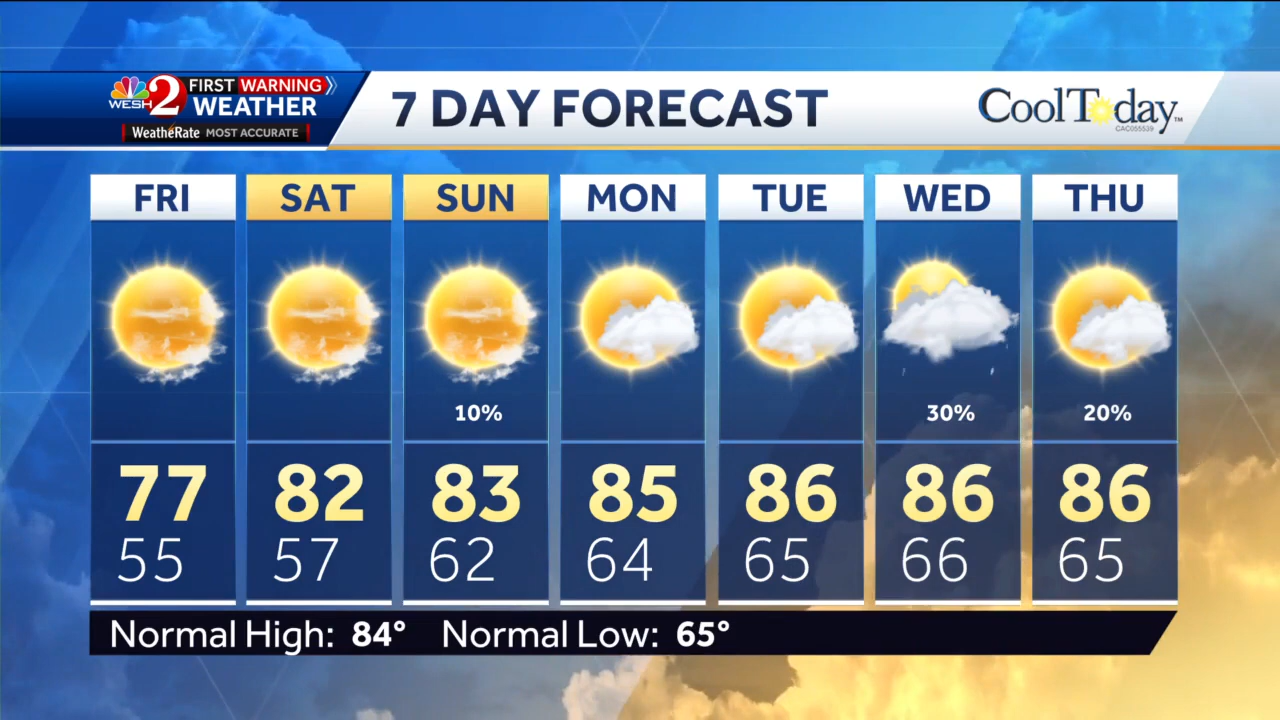 WESH 2 FIRST WARNING
WEATHER
WeatheRate MOST ACCURATE
7 DAY FORECAST
CoolToday™
CAC055539
FRI SAT SUN MON TUE WED THU
10% 30% 20%
77 82 83 85 86 86 86
55 57 62 64 65 66 65
Normal High: 84° Normal Low: 65°